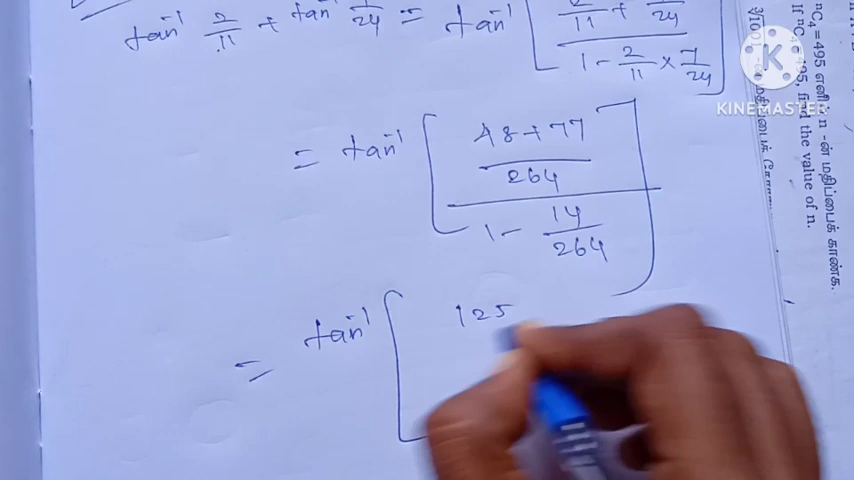 tan⁻¹ 2/11 + tan⁻¹ 7/24 = tan⁻¹ [ (2/11 + 7/24) / (1 - 2/11 × 7/24) ]
= tan⁻¹ [ ((48+77)/264) / (1 - 14/264) ]
= tan⁻¹ [ 125
KINEMASTER
nC₄ = 495 எனில் n -ன் மதிப்பைக் காண்க.
If nC₄ = 495, find the value of n.